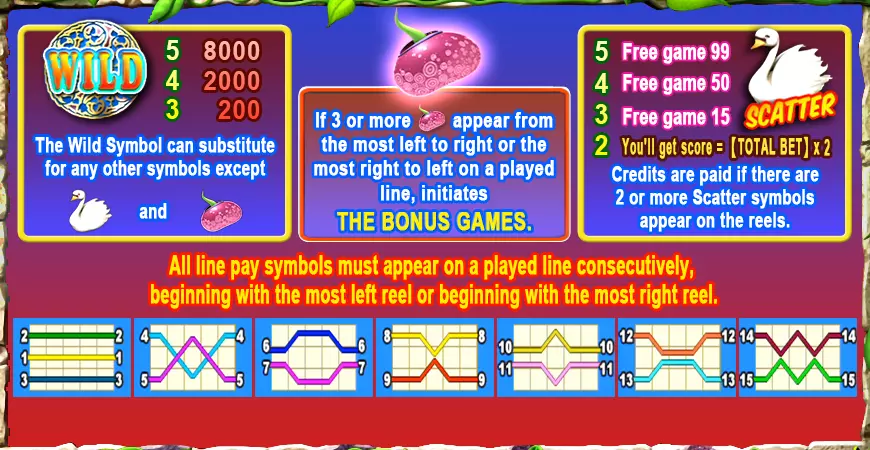 WILD
5 8000
4 2000
3 200
The Wild Symbol can substitute
for any other symbols except
and
If 3 or more appear from
the most left to right or the
most right to left on a played
line, initiates
THE BONUS GAMES.
5 Free game 99
4 Free game 50
3 Free game 15
SCATTER
2 You'll get score = [TOTAL BET] x 2
Credits are paid if there are
2 or more Scatter symbols
appear on the reels.
All line pay symbols must appear on a played line consecutively,
beginning with the most left reel or beginning with the most right reel.
2 2
1 1
3 3
4 4
5 5
6 6
7 7
8 8
9 9
10 10
11 11
12 12
13 13
14 14
15 15